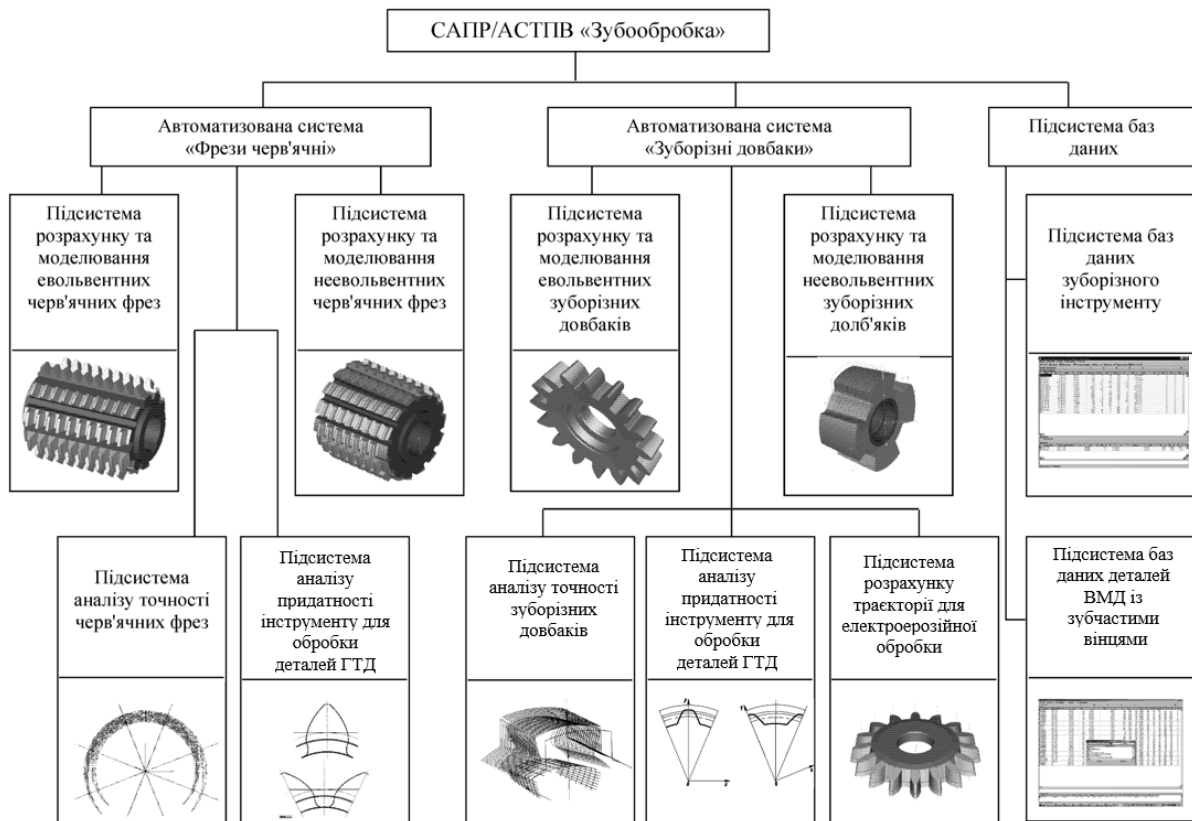 САПР/АСТПВ «Зубообробка»
Автоматизована система
«Фрези черв'ячні»
Автоматизована система
«Зуборізні довбаки»
Підсистема баз
даних
Підсистема
розрахунку та
моделювання
евольвентних
черв'ячних фрез
Підсистема
розрахунку та
моделювання
неевольвентних
черв'ячних фрез
Підсистема
розрахунку та
моделювання
евольвентних
зуборізних
довбаків
Підсистема
розрахунку та
моделювання
неевольвентних
зуборізних
долб'яків
Підсистема баз
даних
зуборізного
інструменту
Підсистема
аналізу точності
черв'ячних фрез
Підсистема
аналізу
придатності
інструменту для
обробки
деталей ГТД
Підсистема
аналізу точності
зуборізних
довбаків
Підсистема
аналізу
придатності
інструменту для
обробки
деталей ГТД
Підсистема
розрахунку
траєкторії для
електроерозійної
обробки
Підсистема баз
даних деталей
ВМД із
зубчастими
вінцями